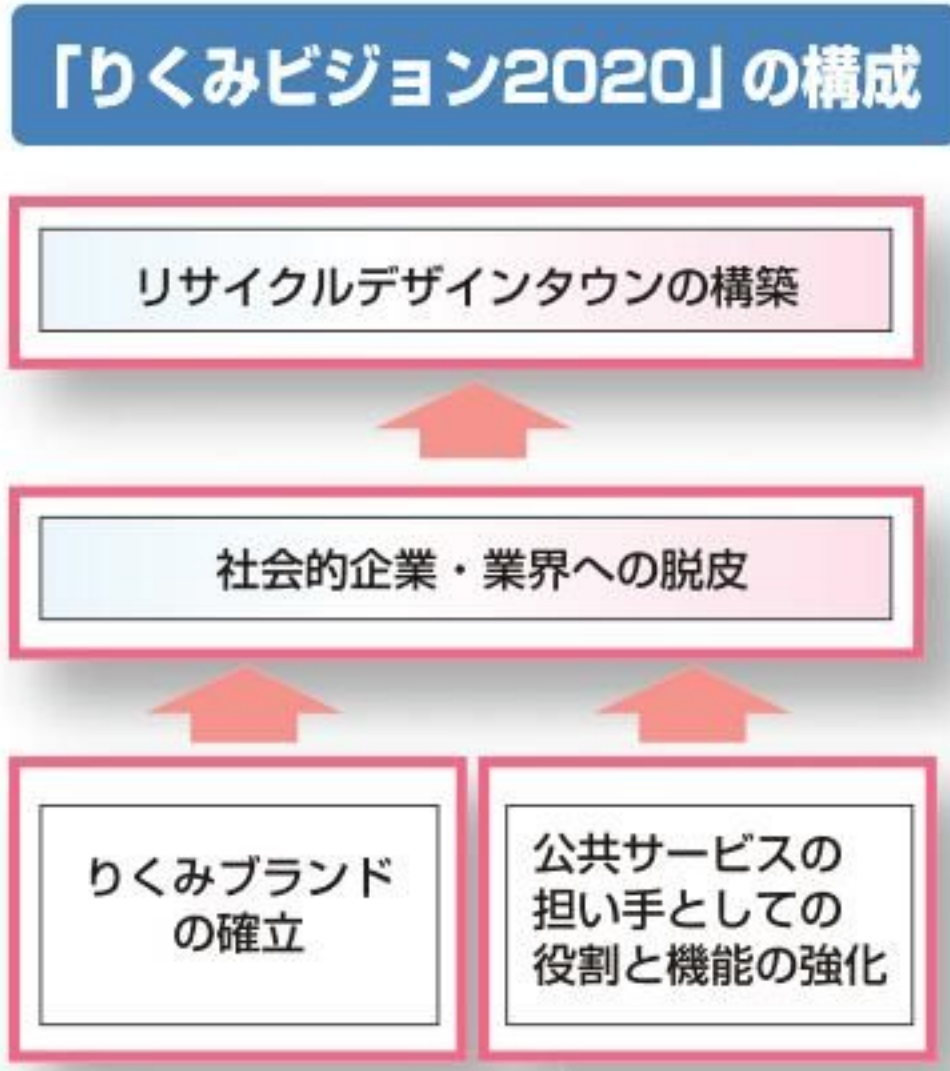 「りくみビジョン2020」の構成
リサイクルデザインタウンの構築
社会的企業・業界への脱皮
りくみブランド
の確立
公共サービスの
担い手としての
役割と機能の強化